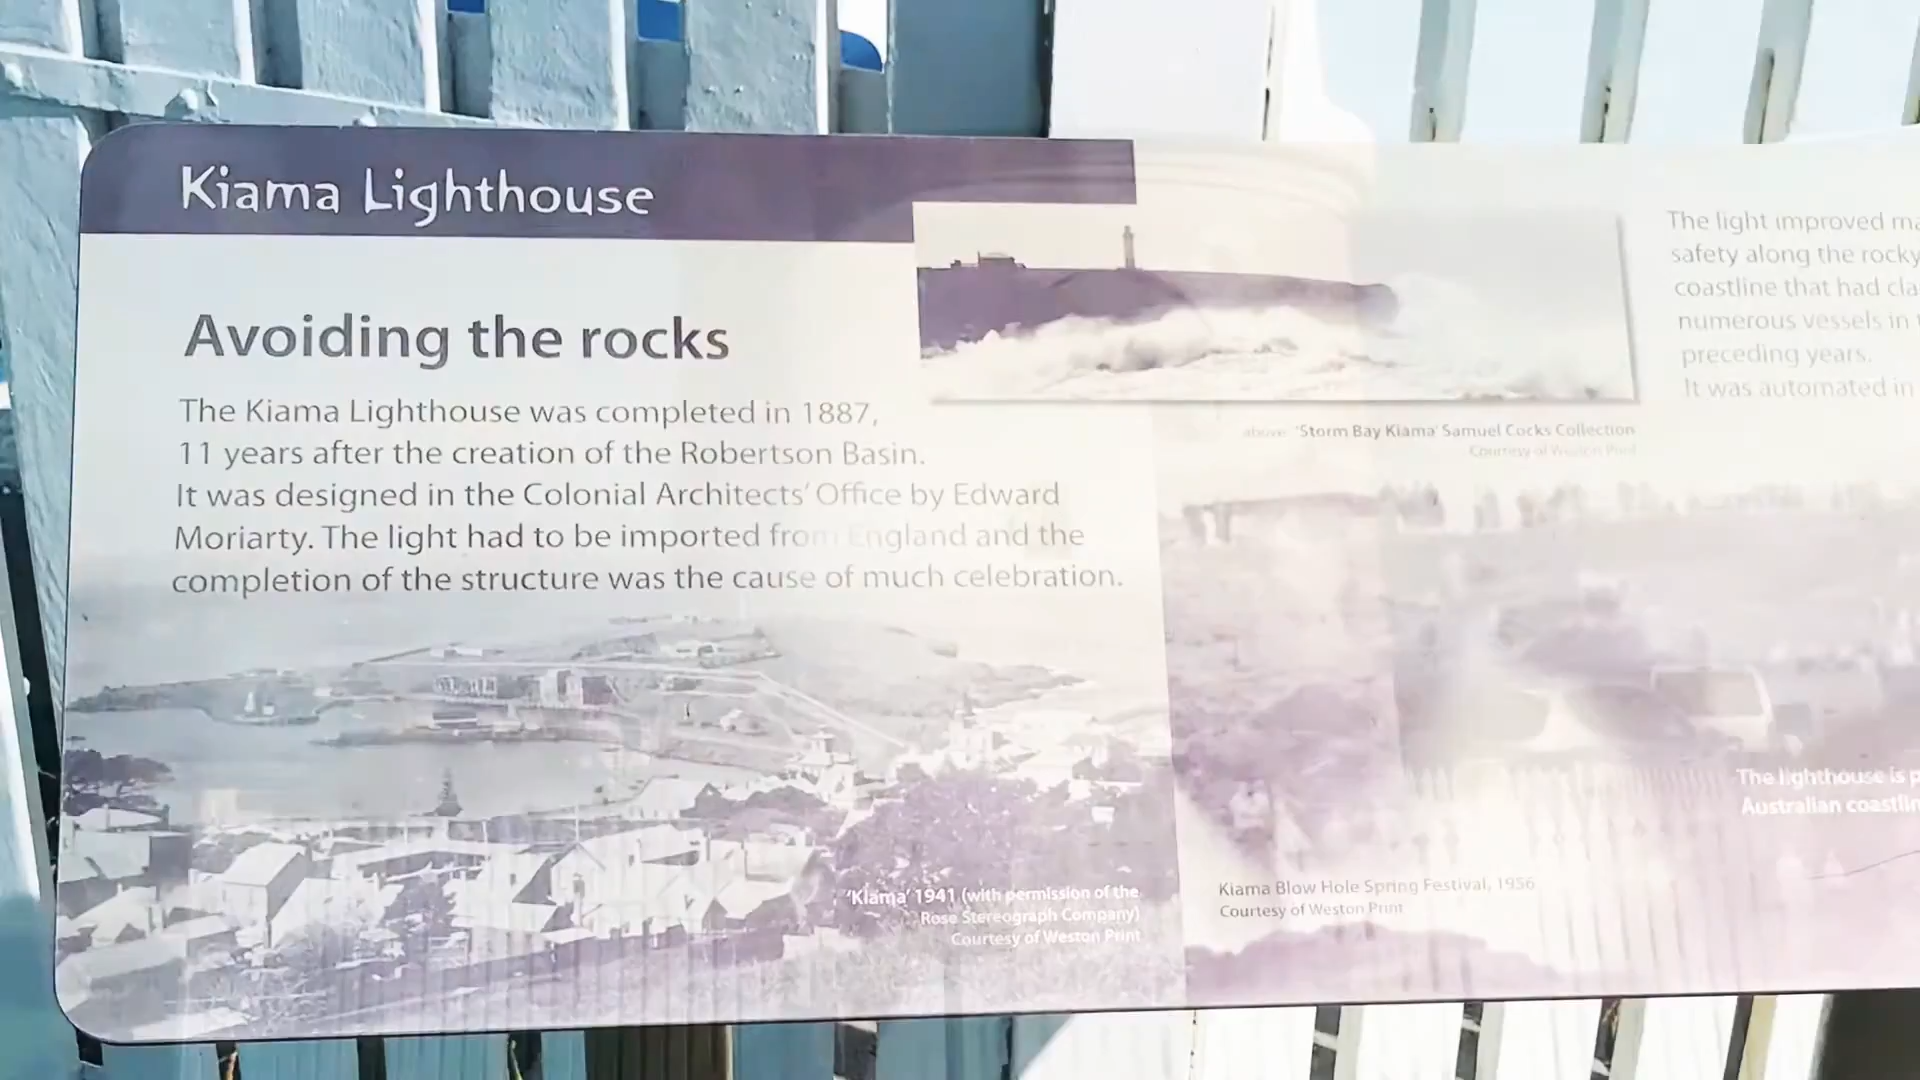 Kiama Lighthouse
Avoiding the rocks
The Kiama Lighthouse was completed in 1887,
11 years after the creation of the Robertson Basin.
It was designed in the Colonial Architects' Office by Edward
Moriarty. The light had to be imported from England and the
completion of the structure was the cause of much celebration.
'Kiama' 1941 (with permission of the
Rose Stereograph Company)
Courtesy of Weston Print
above: 'Storm Bay Kiama' Samuel Cocks Collection
Courtesy of Weston Print
Kiama Blow Hole Spring Festival, 1956
Courtesy of Weston Print
The light improved
safety along the rocky
coastline that had
numerous vessels in
preceding years.
It was automated in
The lighthouse is
Australian